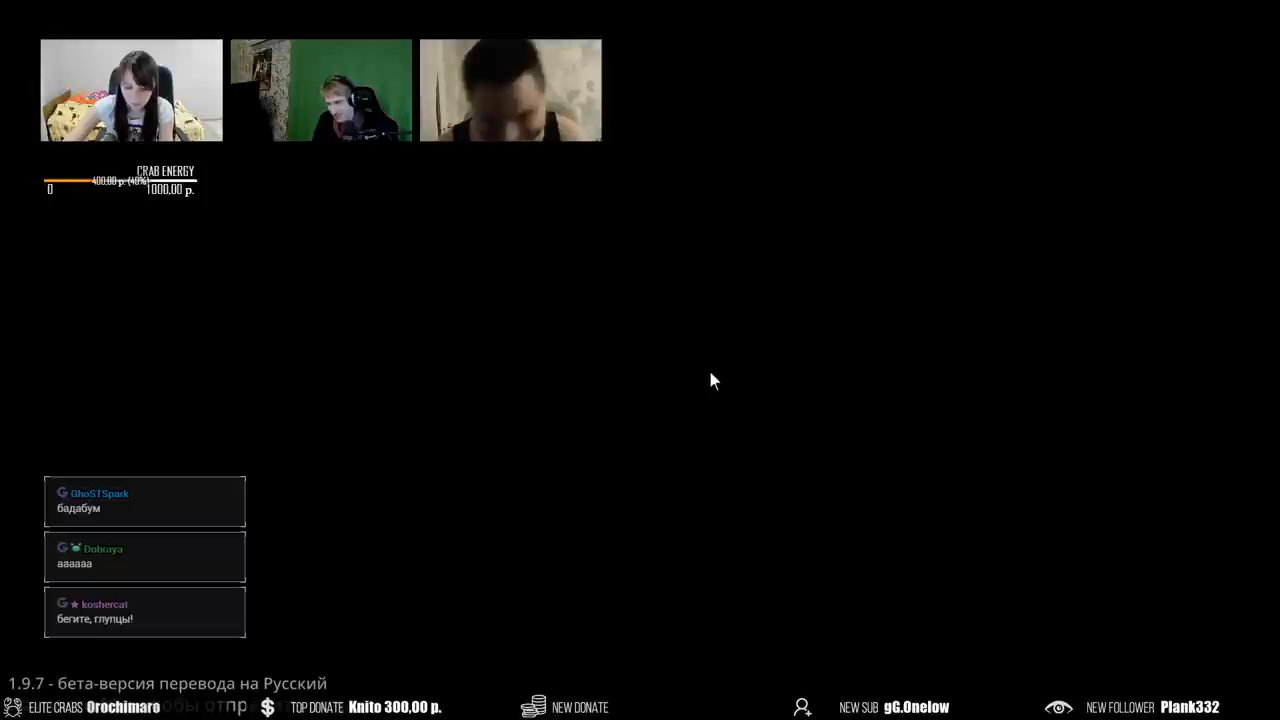 CRAB ENERGY
400,00 р. (40%)
0
1000,00 р.
GhoSTSpark
бадабум
Dobraya
аааааа
koshercat
бегите, глупцы!
1.9.7 - бета-версия перевода на Русский
ELITE CRABS Orochimaro
TOP DONATE Knito 300,00 р.
NEW DONATE
NEW SUB gG.Onelow
NEW FOLLOWER Plank332